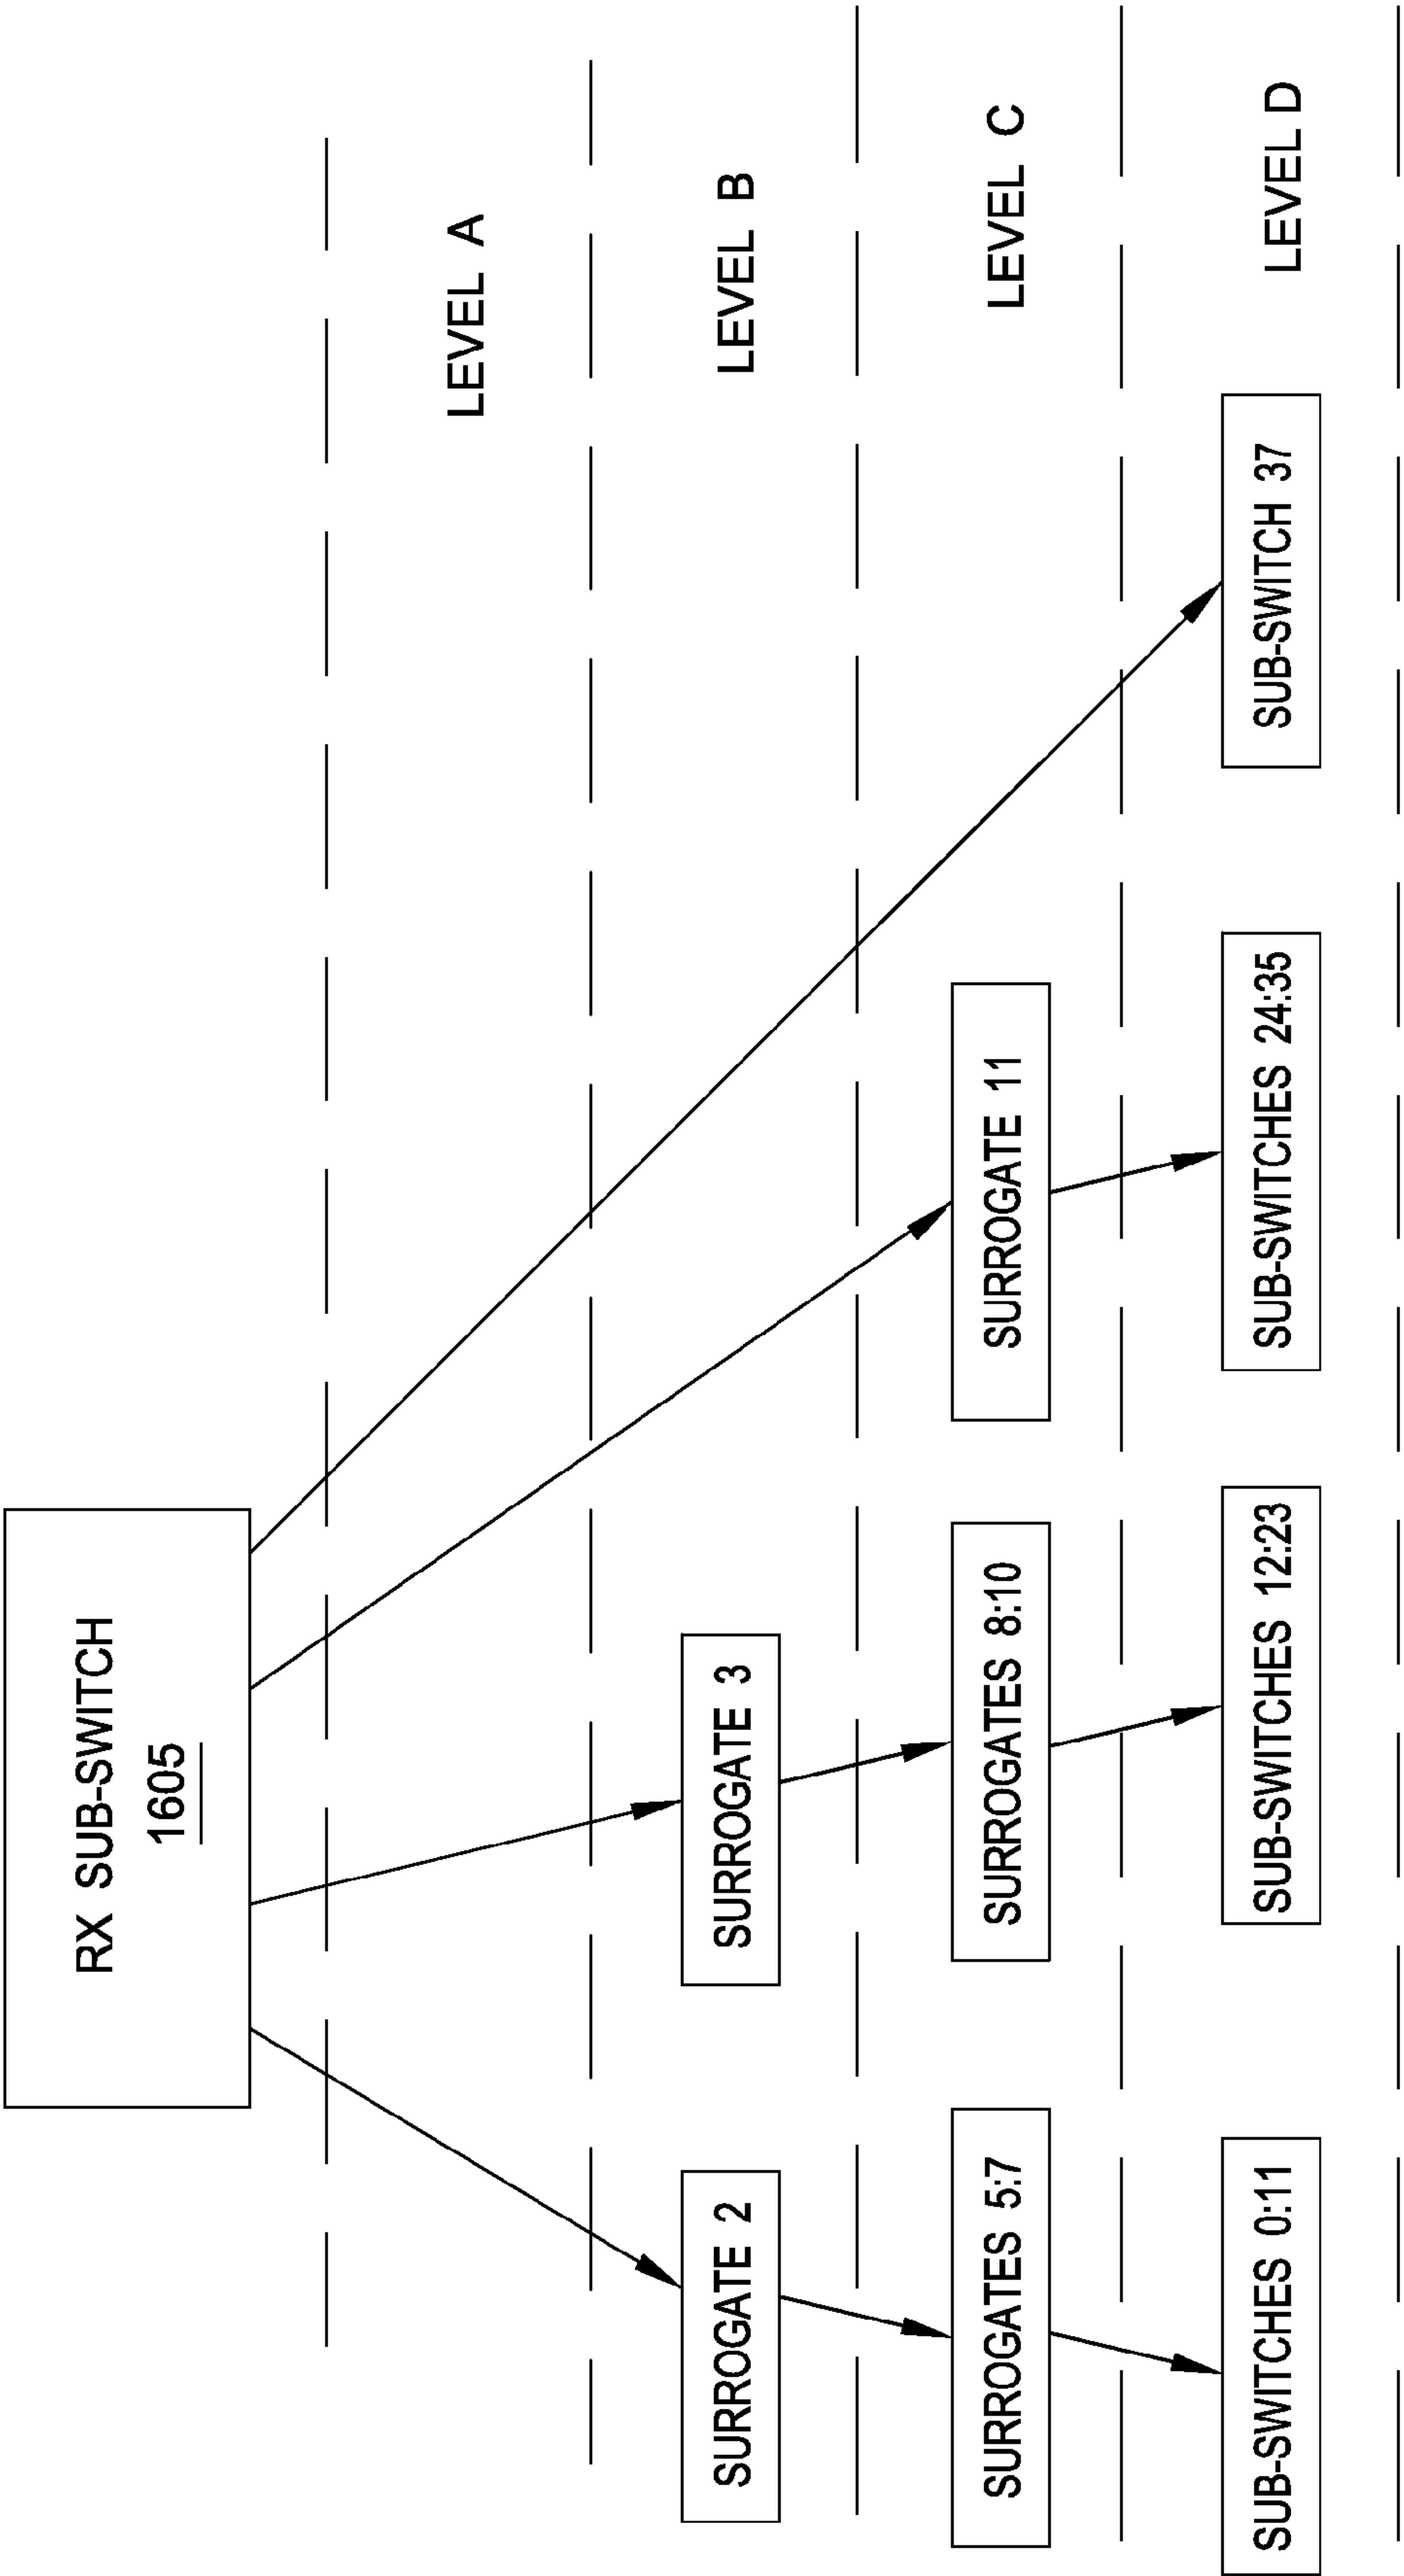 RX SUB-SWITCH
1605
LEVEL A
SURROGATE 2
SURROGATE 3
LEVEL B
SURROGATES 5:7
SURROGATES 8:10
SURROGATE 11
LEVEL C
SUB-SWITCHES 0:11
SUB-SWITCHES 12:23
SUB-SWITCHES 24:35
SUB-SWITCH 37
LEVEL D